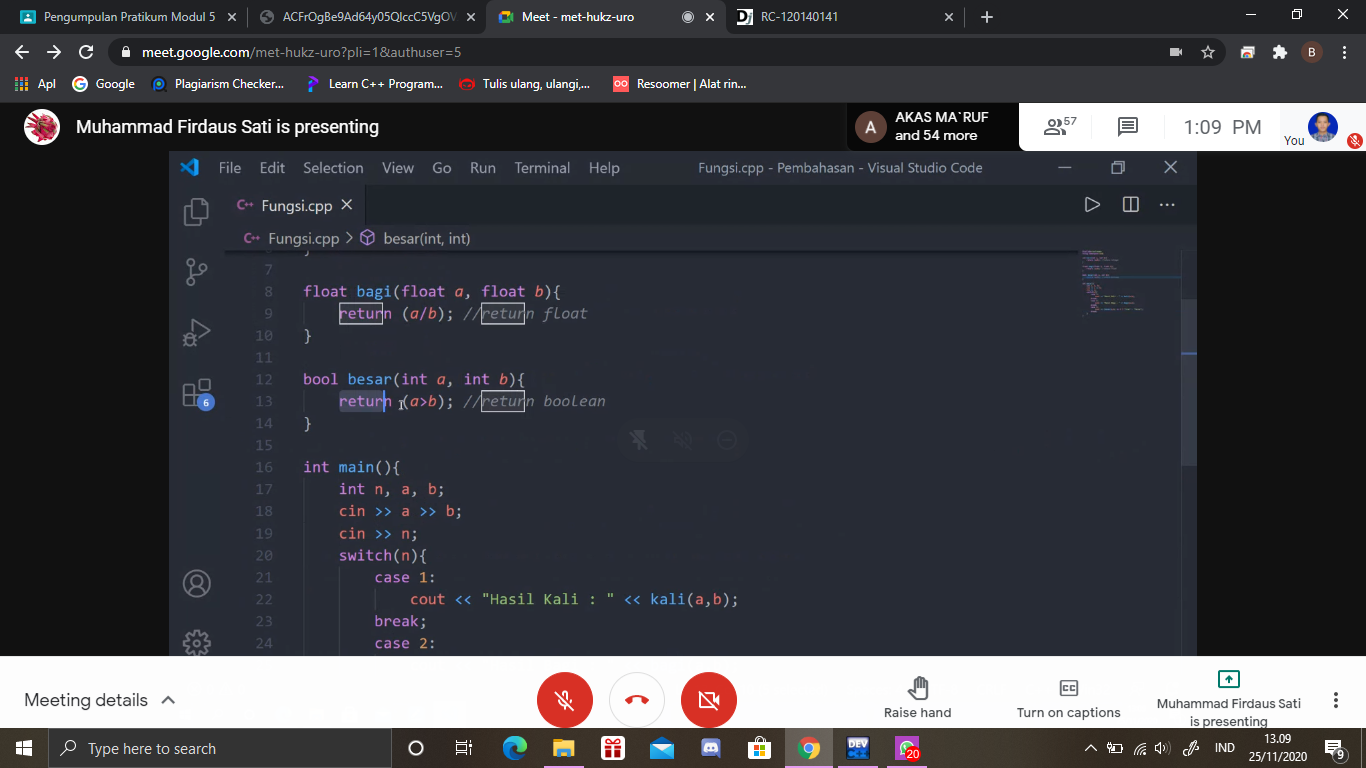 Pengumpulan Pratikum Modul 5
ACFrOgBe9Ad64y05QIccC5VgOV
Meet - met-hukz-uro
RC-120140141
meet.google.com/met-hukz-uro?pli=1&authuser=5
B
Apl
Google
Plagiarism Checker...
Learn C++ Program...
Tulis ulang, ulangi,...
Resoomer | Alat rin...
Muhammad Firdaus Sati is presenting
A
AKAS MA`RUF
and 54 more
57
1:09 PM
You
File Edit Selection View Go Run Terminal Help
Fungsi.cpp - Pembahasan - Visual Studio Code
Fungsi.cpp
Fungsi.cpp > besar(int, int)
7
8 float bagi(float a, float b){
9 return (a/b); //return float
10 }
11
12 bool besar(int a, int b){
13 return (a>b); //return boolean
14 }
15
16 int main(){
17 int n, a, b;
18 cin >> a >> b;
19 cin >> n;
20 switch(n){
21 case 1:
22 cout << "Hasil Kali : " << kali(a,b);
23 break;
24 case 2:
6
Meeting details
Raise hand
Turn on captions
Muhammad Firdaus Sati
is presenting
Type here to search
DEV
20
IND
13.09
25/11/2020
9